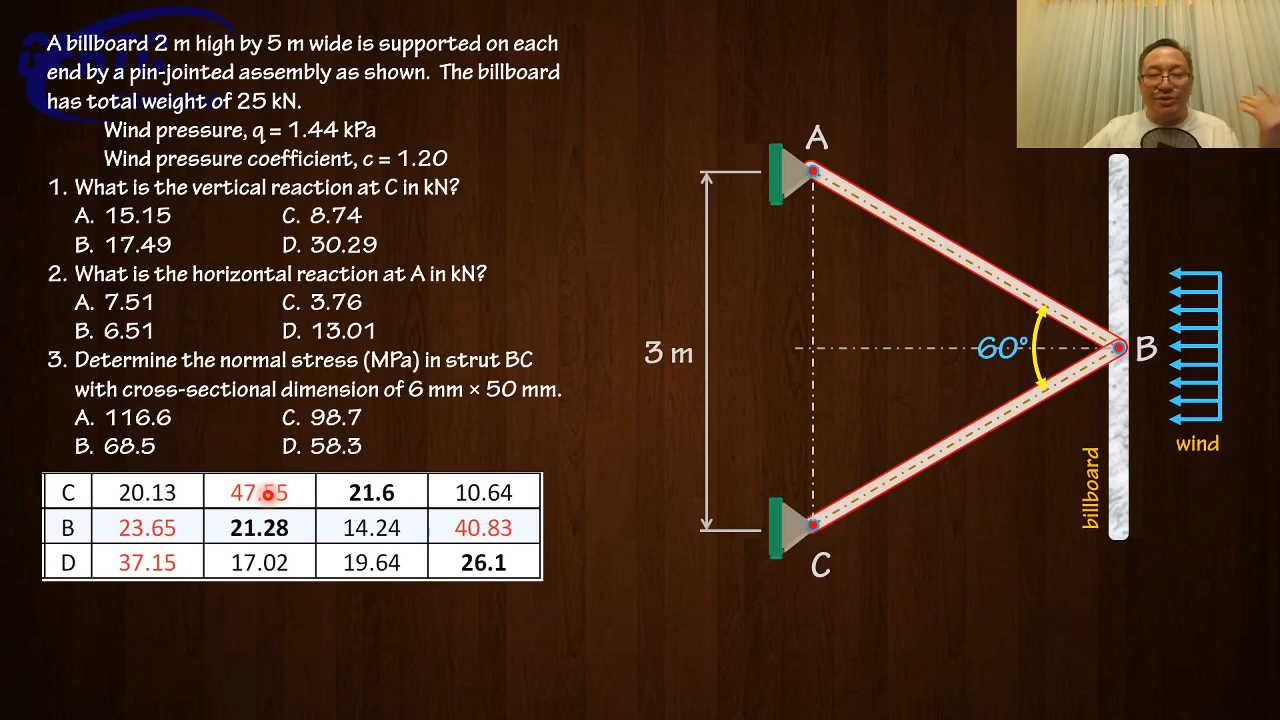 A billboard 2 m high by 5 m wide is supported on each
end by a pin-jointed assembly as shown. The billboard
has total weight of 25 kN.
Wind pressure, q = 1.44 kPa
Wind pressure coefficient, c = 1.20
1. What is the vertical reaction at C in kN?
A. 15.15 C. 8.74
B. 17.49 D. 30.29
2. What is the horizontal reaction at A in kN?
A. 7.51 C. 3.76
B. 6.51 D. 13.01
3. Determine the normal stress (MPa) in strut BC
with cross-sectional dimension of 6 mm × 50 mm.
A. 116.6 C. 98.7
B. 68.5 D. 58.3
C 20.13 47.55 21.6 10.64
B 23.65 21.28 14.24 40.83
D 37.15 17.02 19.64 26.1
A
3 m
60°
B
wind
billboard
C